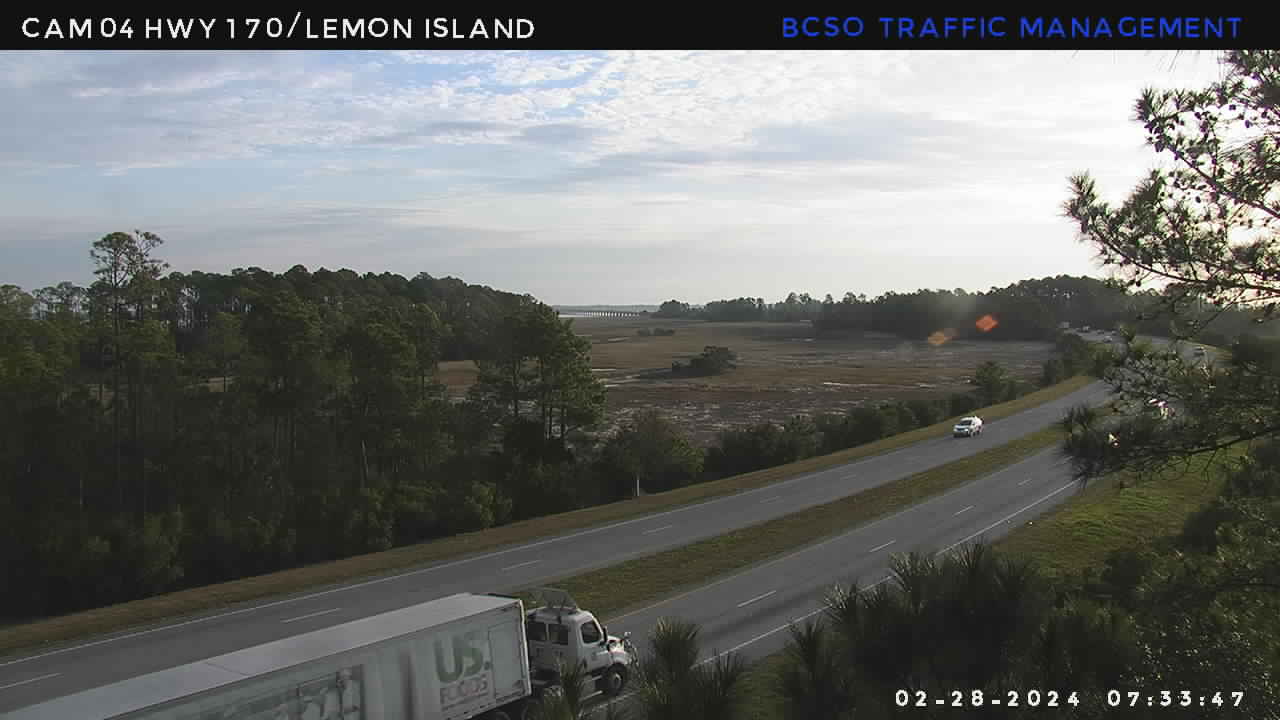 CAM 04 HWY 170/LEMON ISLAND
BCSO TRAFFIC MANAGEMENT
US.
FOODS
02-28-2024 07:33:47